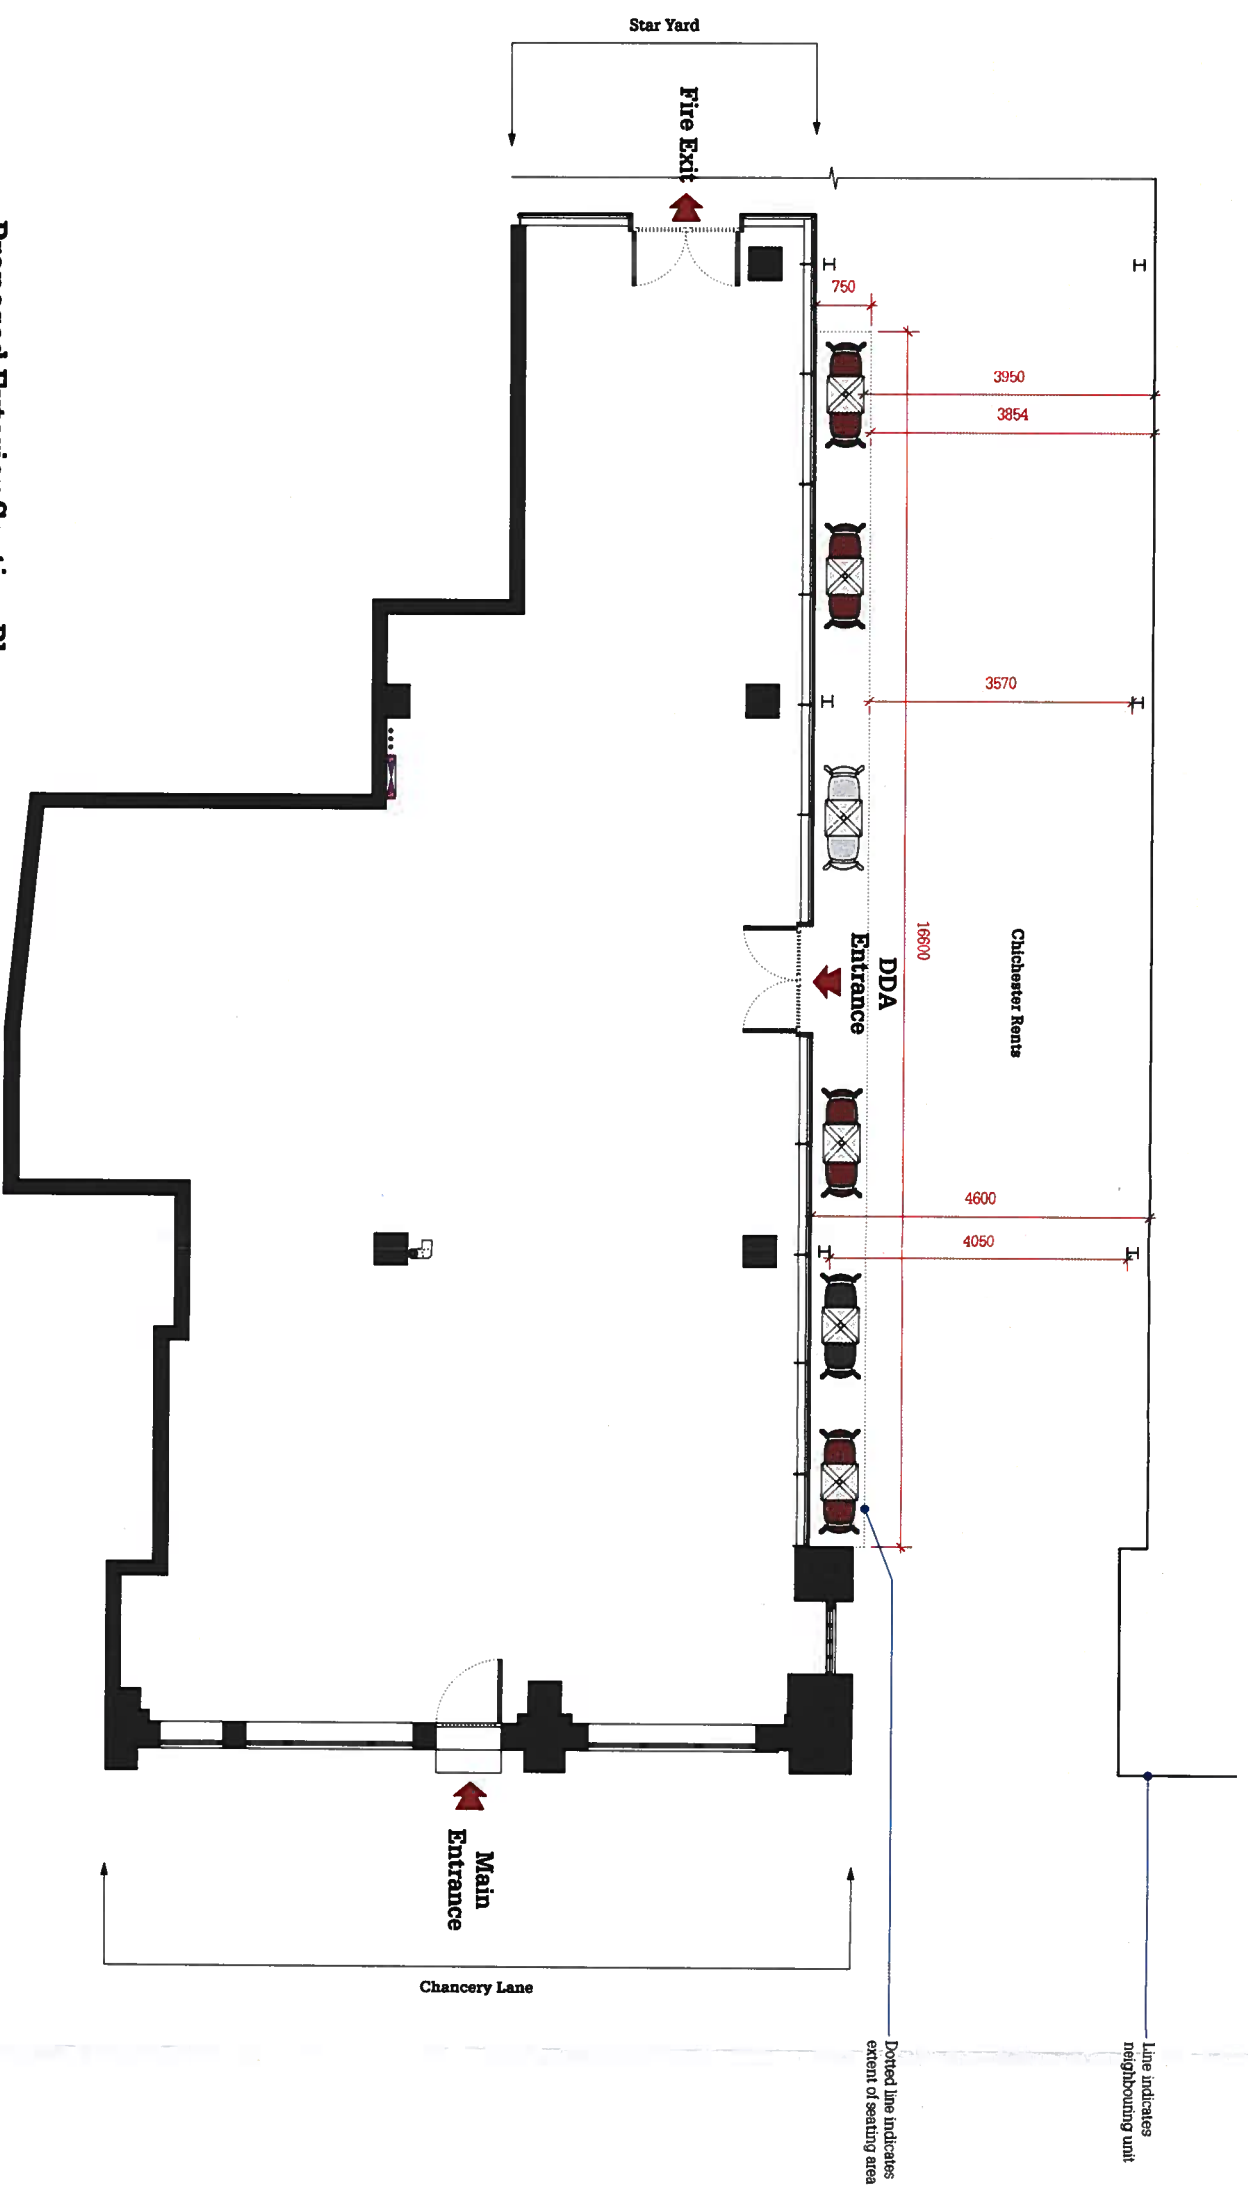 Star Yard
Fire Exit
750
3950
3854
3570
16600
Chichester Rents
DDA
Entrance
4600
4050
Main
Entrance
Chancery Lane
Line indicates
neighbouring unit
Dotted line indicates
extent of seating area